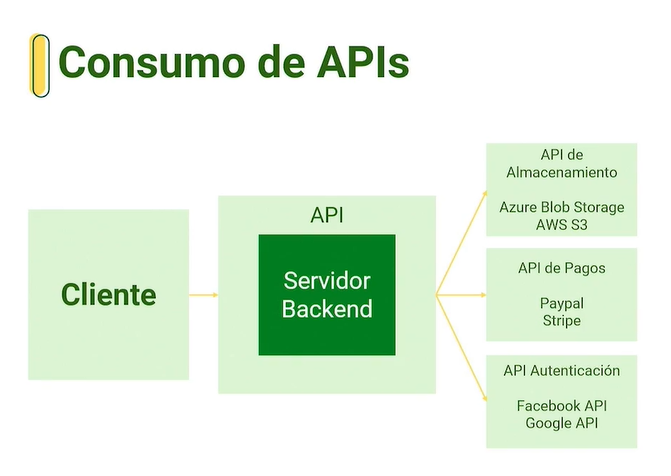 Consumo de APIs
Cliente
API
Servidor
Backend
API de
Almacenamiento
Azure Blob Storage
AWS S3
API de Pagos
Paypal
Stripe
API Autenticación
Facebook API
Google API